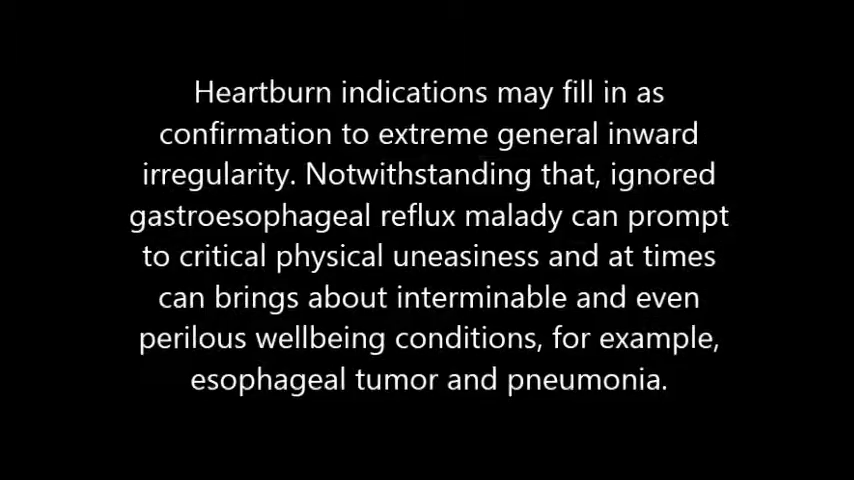 Heartburn indications may fill in as
confirmation to extreme general inward
irregularity. Notwithstanding that, ignored
gastroesophageal reflux malady can prompt
to critical physical uneasiness and at times
can brings about interminable and even
perilous wellbeing conditions, for example,
esophageal tumor and pneumonia.